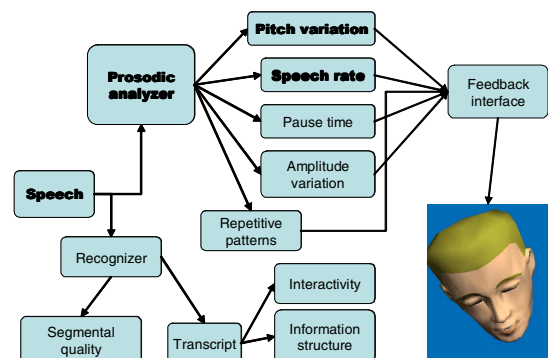 Pitch variation
Prosodic
analyzer
Speech rate
Feedback
interface
Pause time
Amplitude
variation
Speech
Repetitive
patterns
Recognizer
Interactivity
Segmental
quality
Transcript
Information
structure